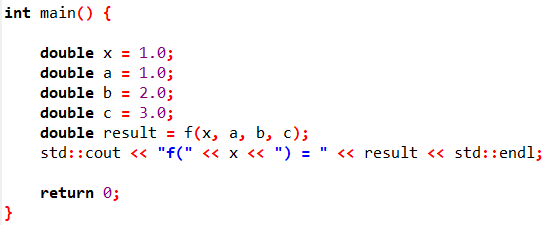 int main() {
double x = 1.0;
double a = 1.0;
double b = 2.0;
double c = 3.0;
double result = f(x, a, b, c);
std::cout << "f(" << x << ") = " << result << std::endl;
return 0;
}